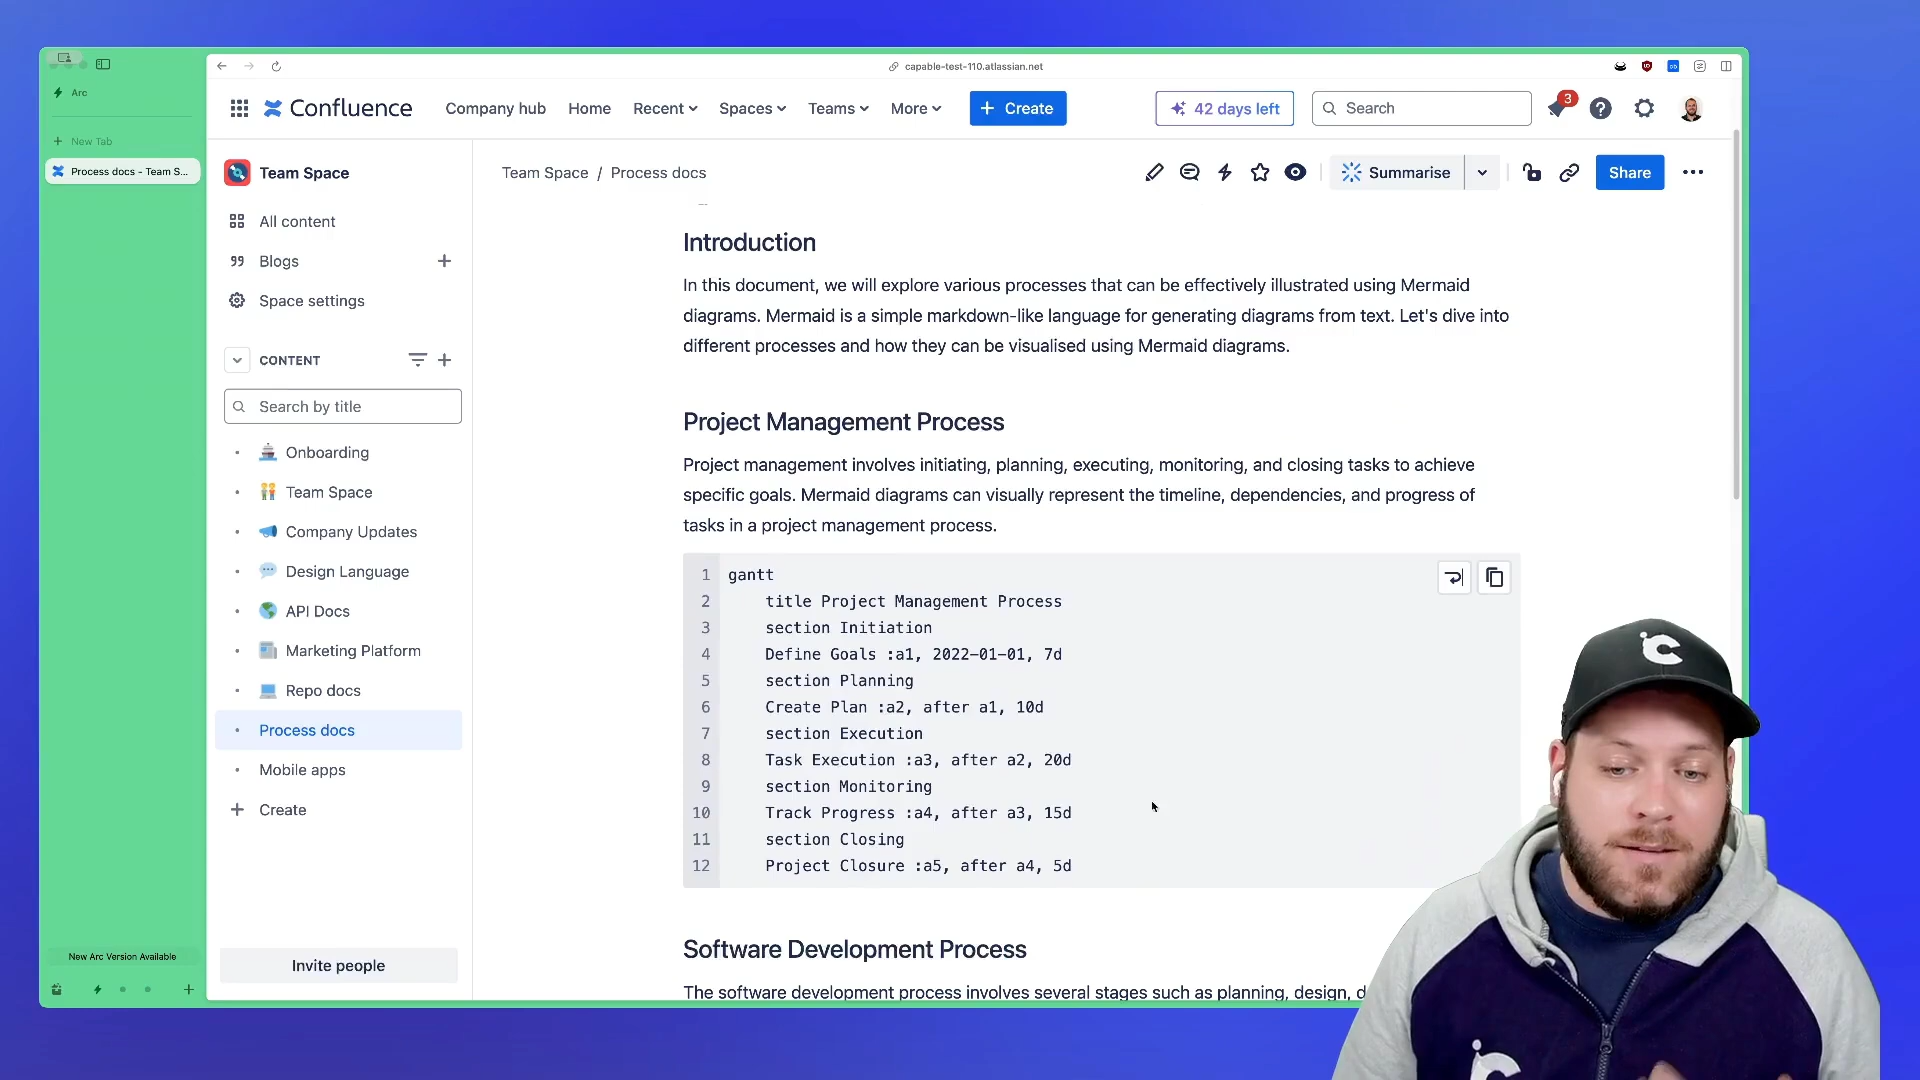 Arc
New Tab
Process docs - Team S...
New Arc Version Available
capable-test-110.atlassian.net
Confluence
Company hub
Home
Recent
Spaces
Teams
More
Create
42 days left
Search
3
Team Space
All content
Blogs
Space settings
CONTENT
Search by title
Onboarding
Team Space
Company Updates
Design Language
API Docs
Marketing Platform
Repo docs
Process docs
Mobile apps
Create
Invite people
Team Space / Process docs
Summarise
Share
Introduction
In this document, we will explore various processes that can be effectively illustrated using Mermaid
diagrams. Mermaid is a simple markdown-like language for generating diagrams from text. Let's dive into
different processes and how they can be visualised using Mermaid diagrams.
Project Management Process
Project management involves initiating, planning, executing, monitoring, and closing tasks to achieve
specific goals. Mermaid diagrams can visually represent the timeline, dependencies, and progress of
tasks in a project management process.
1 gantt
2 title Project Management Process
3 section Initiation
4 Define Goals :a1, 2022-01-01, 7d
5 section Planning
6 Create Plan :a2, after a1, 10d
7 section Execution
8 Task Execution :a3, after a2, 20d
9 section Monitoring
10 Track Progress :a4, after a3, 15d
11 section Closing
12 Project Closure :a5, after a4, 5d
Software Development Process
The software development process involves several stages such as planning, design, d